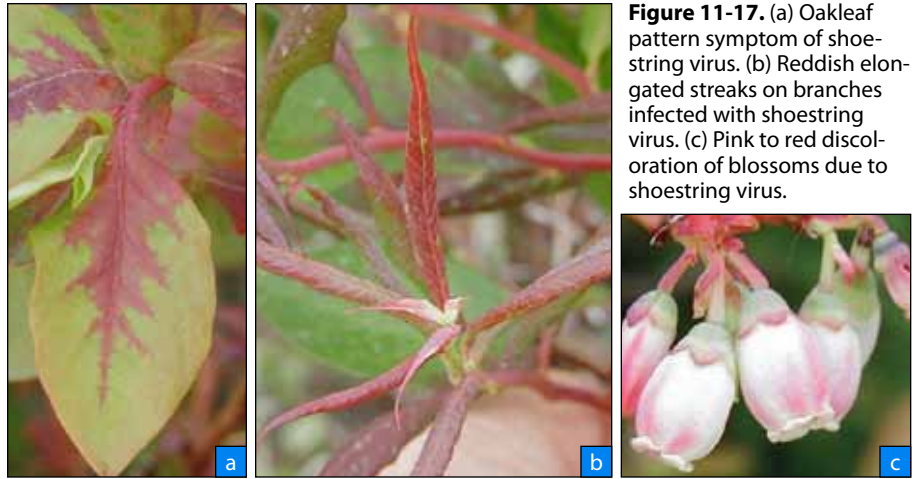 Figure 11-17. (a) Oakleaf
pattern symptom of shoe-
string virus. (b) Reddish elon-
gated streaks on branches
infected with shoestring
virus. (c) Pink to red discol-
oration of blossoms due to
shoestring virus.
a
b
c